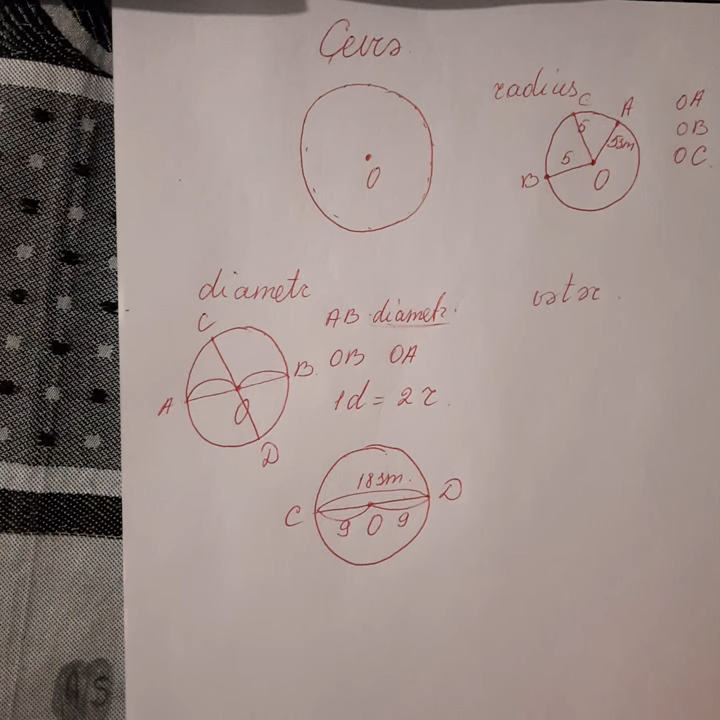 Çevrə
O
radius
C A
5 5sm
5
B O
OA
OB
OC
diametr
C
A B
O
D
AB diametr.
OB OA
1d = 2r.
vətər.
18sm.
C D
9 O 9